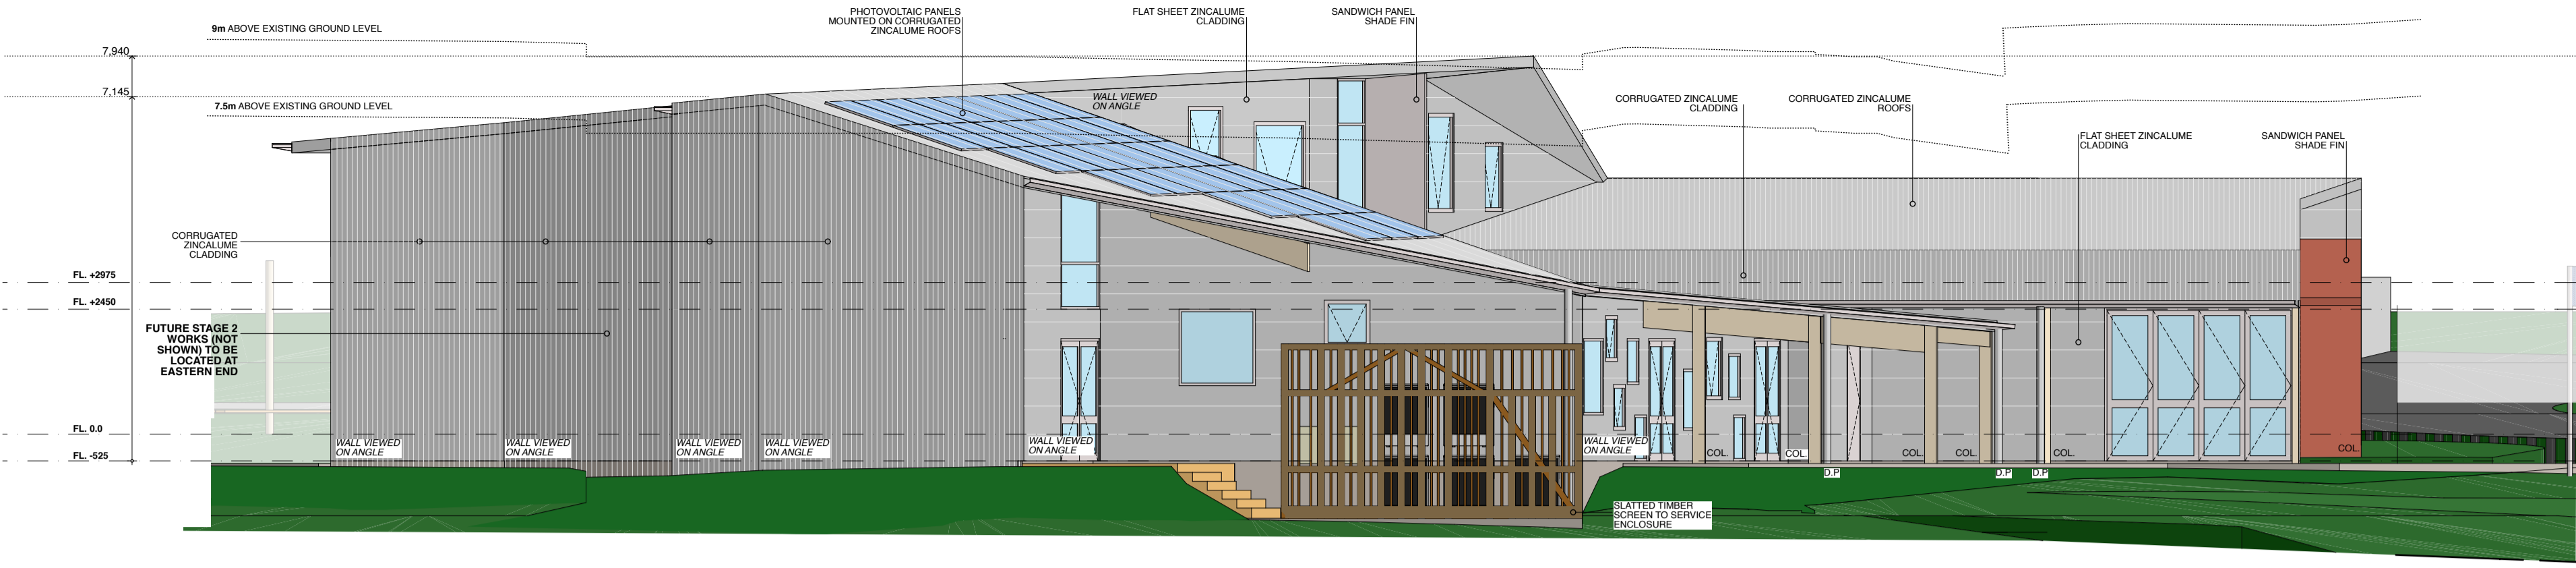 PHOTOVOLTAIC PANELS
MOUNTED ON CORRUGATED
ZINCALUME ROOFS
FLAT SHEET ZINCALUME
CLADDING
SANDWICH PANEL
SHADE FIN
9m ABOVE EXISTING GROUND LEVEL
7,940
7,145
7.5m ABOVE EXISTING GROUND LEVEL
WALL VIEWED
ON ANGLE
CORRUGATED ZINCALUME
CLADDING
CORRUGATED ZINCALUME
ROOFS
FLAT SHEET ZINCALUME
CLADDING
SANDWICH PANEL
SHADE FIN
CORRUGATED
ZINCALUME
CLADDING
FL. +2975
FL. +2450
FUTURE STAGE 2
WORKS (NOT
SHOWN) TO BE
LOCATED AT
EASTERN END
FL. 0.0
FL. -525
WALL VIEWED
ON ANGLE
WALL VIEWED
ON ANGLE
WALL VIEWED
ON ANGLE
WALL VIEWED
ON ANGLE
WALL VIEWED
ON ANGLE
WALL VIEWED
ON ANGLE
COL.
COL.
COL.
COL.
COL.
COL.
D.P
D.P
D.P
SLATTED TIMBER
SCREEN TO SERVICE
ENCLOSURE